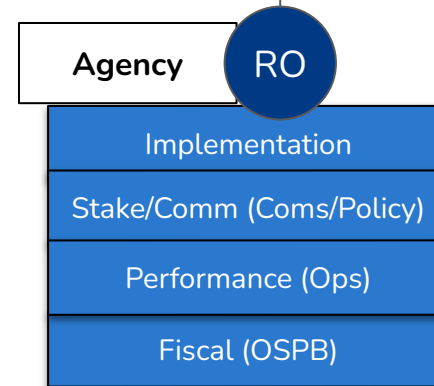 Agency
RO
Implementation
Stake/Comm (Coms/Policy)
Performance (Ops)
Fiscal (OSPB)